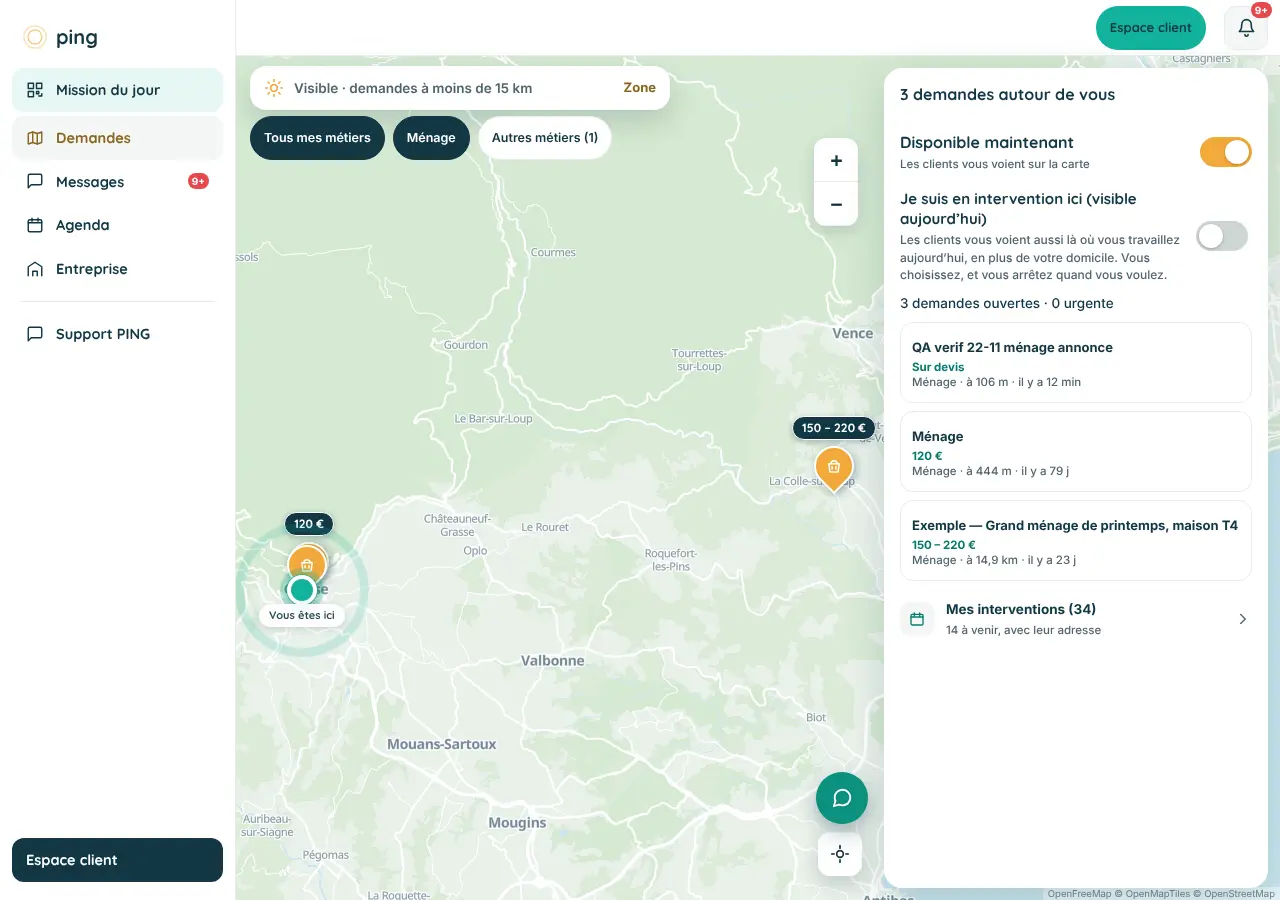 ping
Mission du jour
Demandes
Messages
9+
Agenda
Entreprise
Support PING
Espace client
Espace client
9+
Visible · demandes à moins de 15 km
Zone
Tous mes métiers
Ménage
Autres métiers (1)
+
−
Castagniers
Courmes
Vence
Gourdon
Tourrettes-
sur-Loup
Le Bar-sur-Loup
150 – 220 €
120 €
Vous êtes ici
Châteauneuf-
Grasse
Le Rouret
Opio
Roquefort-
les-Pins
Valbonne
Biot
Mouans-Sartoux
Mougins
Auribeau-
sur-Siagne
Pégomas
La Roquette-
3 demandes autour de vous
Disponible maintenant
Les clients vous voient sur la carte
Je suis en intervention ici (visible
aujourd’hui)
Les clients vous voient aussi là où vous travaillez
aujourd’hui, en plus de votre domicile. Vous
choisissez, et vous arrêtez quand vous voulez.
3 demandes ouvertes · 0 urgente
QA verif 22-11 ménage annonce
Sur devis
Ménage · à 106 m · il y a 12 min
Ménage
120 €
Ménage · à 444 m · il y a 79 j
Exemple — Grand ménage de printemps, maison T4
150 – 220 €
Ménage · à 14,9 km · il y a 23 j
Mes interventions (34)
14 à venir, avec leur adresse
OpenFreeMap © OpenMapTiles © OpenStreetMap